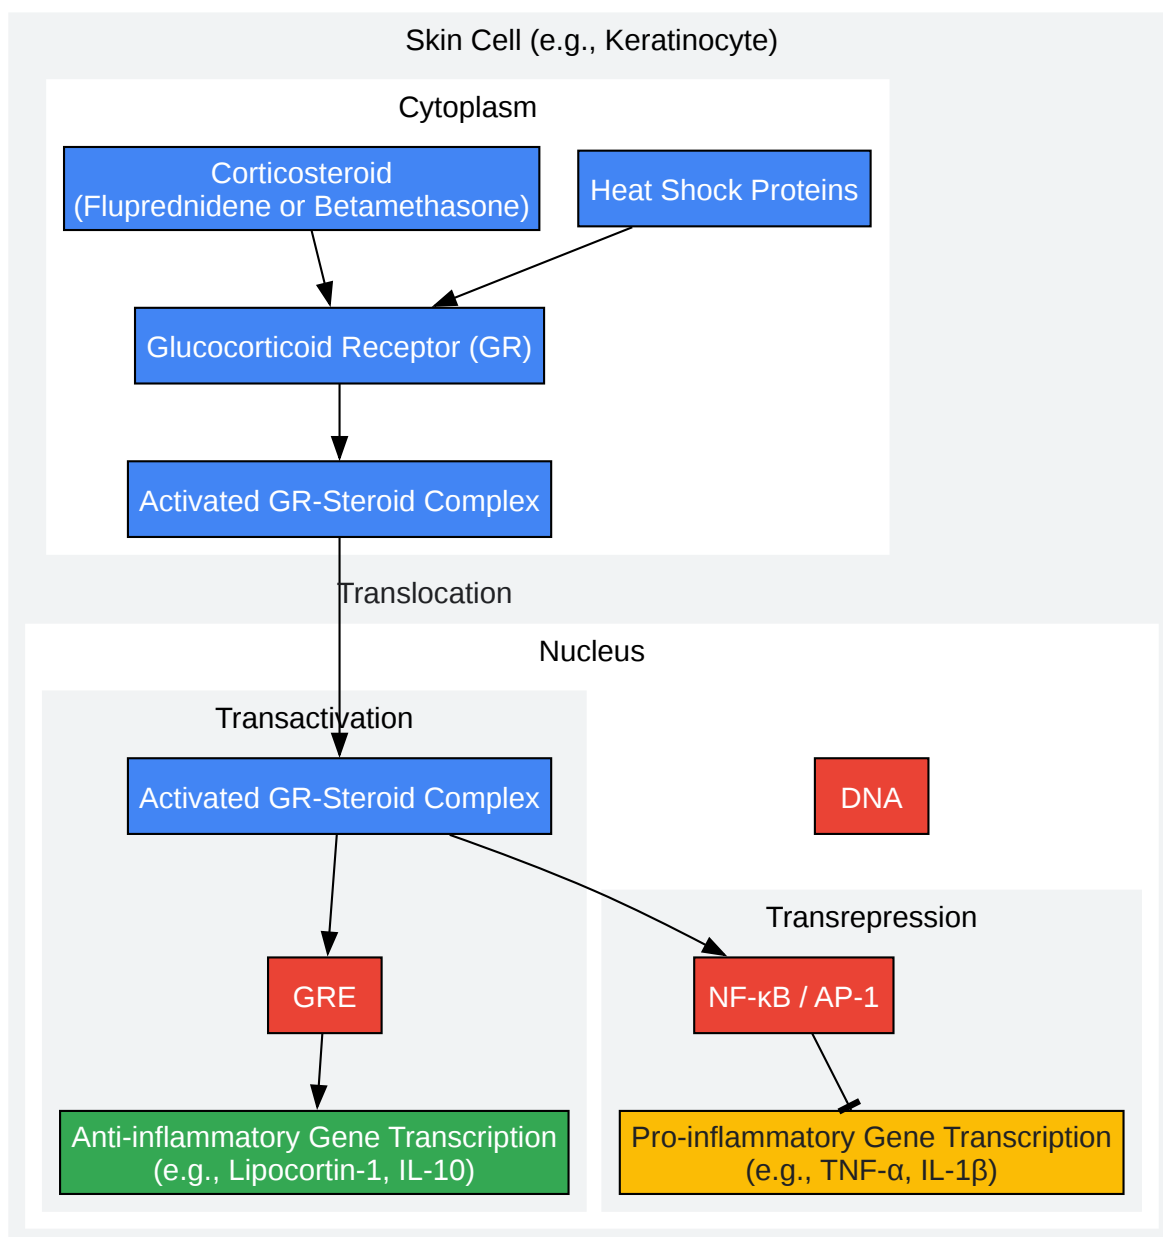 Skin Cell (e.g., Keratinocyte)
Cytoplasm
Corticosteroid
(Fluprednidene or Betamethasone)
Heat Shock Proteins
Glucocorticoid Receptor (GR)
Activated GR-Steroid Complex
Translocation
Nucleus
Transactivation
Activated GR-Steroid Complex
DNA
Transrepression
GRE
NF-κB / AP-1
Anti-inflammatory Gene Transcription
(e.g., Lipocortin-1, IL-10)
Pro-inflammatory Gene Transcription
(e.g., TNF-α, IL-1β)